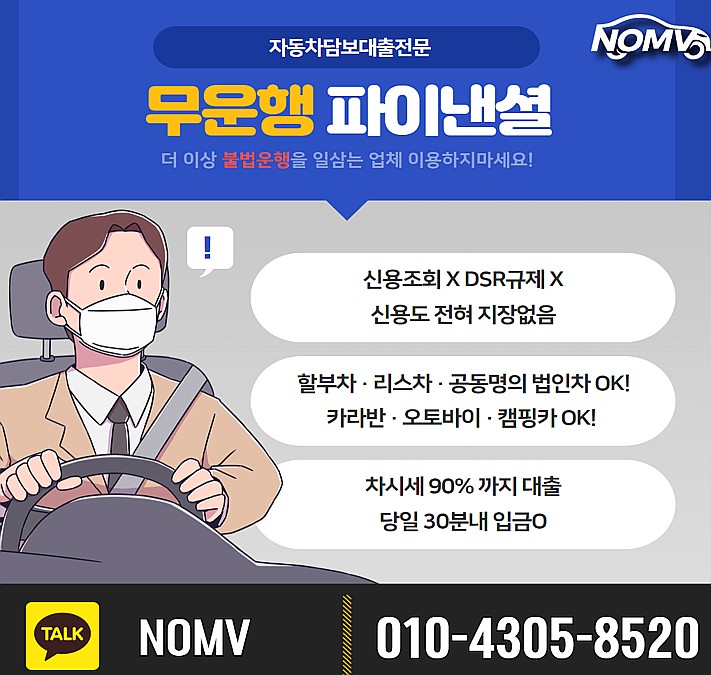 자동차담보대출전문
NOMV
무운행 파이낸셜
더 이상 불법운행을 일삼는 업체 이용하지마세요!
!
신용조회 X DSR규제 X
신용도 전혀 지장없음
할부차 · 리스차 · 공동명의 법인차 OK!
카라반 · 오토바이 · 캠핑카 OK!
차시세 90% 까지 대출
당일 30분내 입금O
TALK
NOMV
010-4305-8520